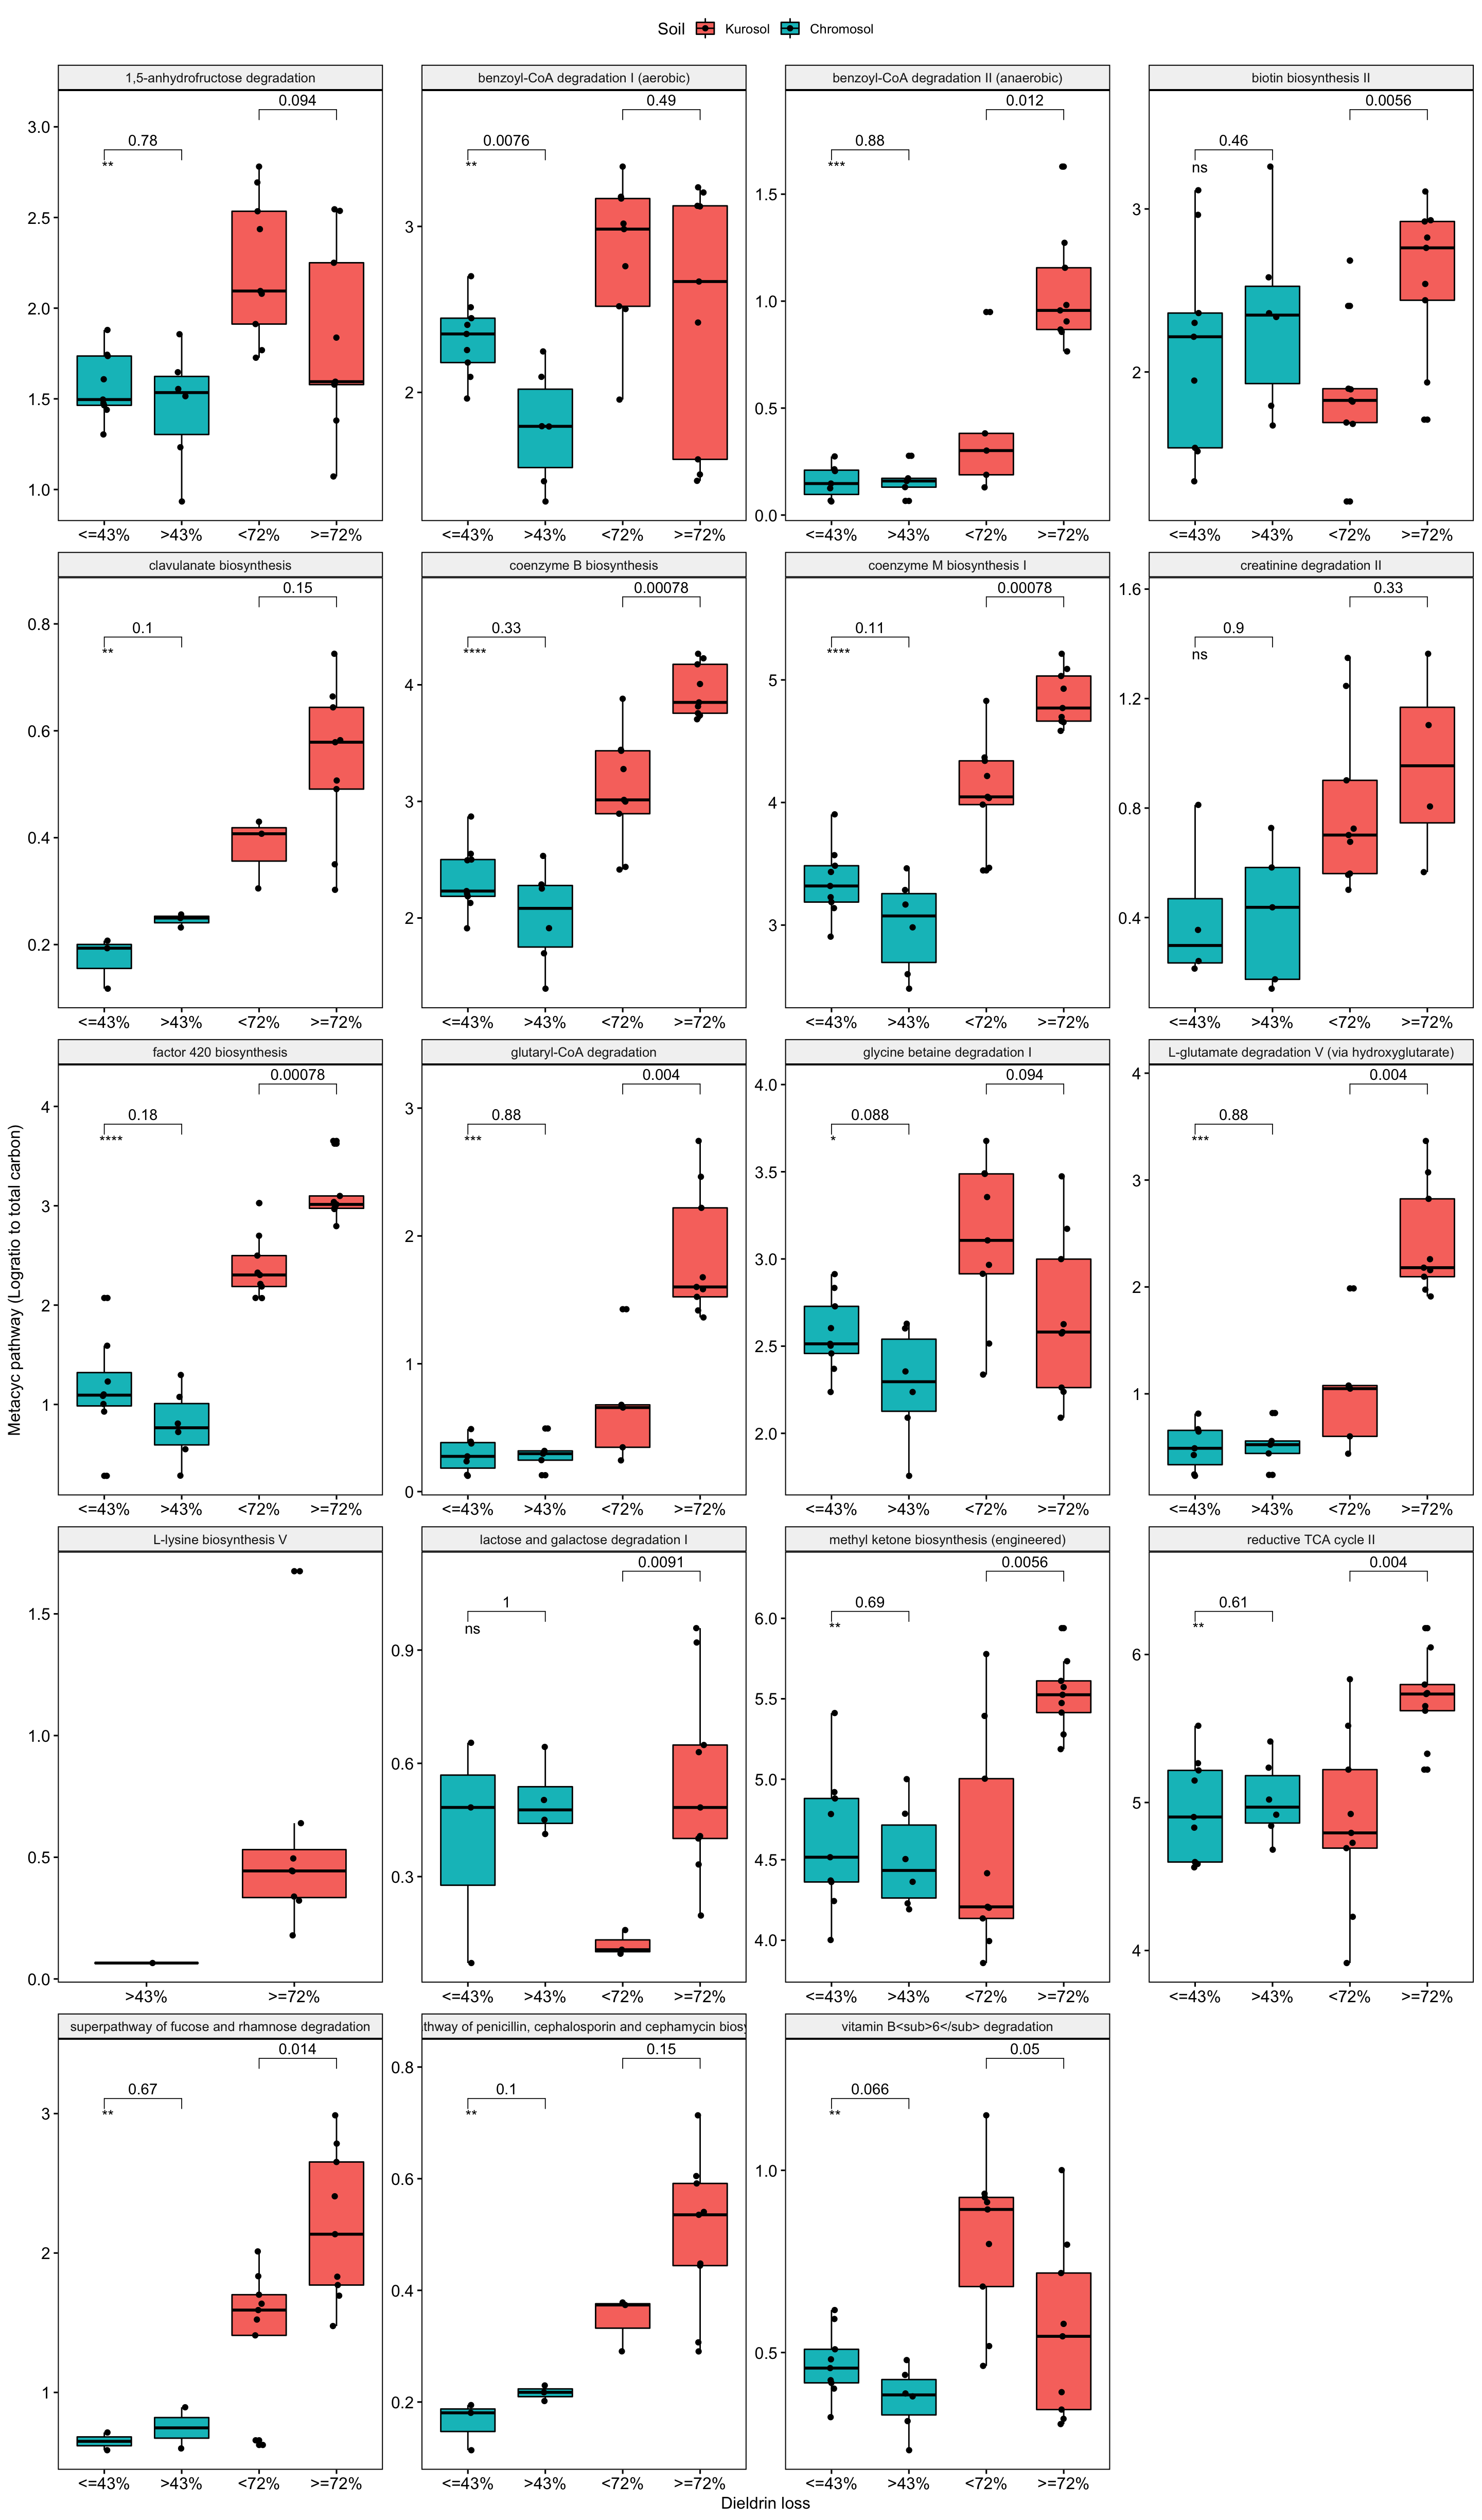 Soil Kurosol Chromosol
1,5-anhydrofructose degradation
benzoyl-CoA degradation I (aerobic)
benzoyl-CoA degradation II (anaerobic)
biotin biosynthesis II
0.094
0.78
**
3.0
2.5
2.0
1.5
1.0
<=43% >43% <72% >=72%
0.49
0.0076
**
3
2
<=43% >43% <72% >=72%
0.012
0.88
***
1.5
1.0
0.5
0.0
<=43% >43% <72% >=72%
0.0056
0.46
ns
3
2
<=43% >43% <72% >=72%
clavulanate biosynthesis
coenzyme B biosynthesis
coenzyme M biosynthesis I
creatinine degradation II
0.15
0.1
**
0.8
0.6
0.4
0.2
<=43% >43% <72% >=72%
0.00078
0.33
****
4
3
2
<=43% >43% <72% >=72%
0.00078
0.11
****
5
4
3
<=43% >43% <72% >=72%
0.33
0.9
ns
1.6
1.2
0.8
0.4
<=43% >43% <72% >=72%
Metacyc pathway (Logratio to total carbon)
factor 420 biosynthesis
glutaryl-CoA degradation
glycine betaine degradation I
L-glutamate degradation V (via hydroxyglutarate)
0.00078
0.18
****
4
3
2
1
<=43% >43% <72% >=72%
0.004
0.88
***
3
2
1
0
<=43% >43% <72% >=72%
0.094
0.088
*
4.0
3.5
3.0
2.5
2.0
<=43% >43% <72% >=72%
0.004
0.88
***
4
3
2
1
<=43% >43% <72% >=72%
L-lysine biosynthesis V
lactose and galactose degradation I
methyl ketone biosynthesis (engineered)
reductive TCA cycle II
1.5
1.0
0.5
0.0
>43% >=72%
0.0091
1
ns
0.9
0.6
0.3
<=43% >43% <72% >=72%
0.0056
0.69
**
6.0
5.5
5.0
4.5
4.0
<=43% >43% <72% >=72%
0.004
0.61
**
6
5
4
<=43% >43% <72% >=72%
superpathway of fucose and rhamnose degradation
thway of penicillin, cephalosporin and cephamycin biosy
vitamin B<sub>6</sub> degradation
0.014
0.67
**
3
2
1
<=43% >43% <72% >=72%
0.15
0.1
**
0.8
0.6
0.4
0.2
<=43% >43% <72% >=72%
0.05
0.066
**
1.0
0.5
<=43% >43% <72% >=72%
Dieldrin loss